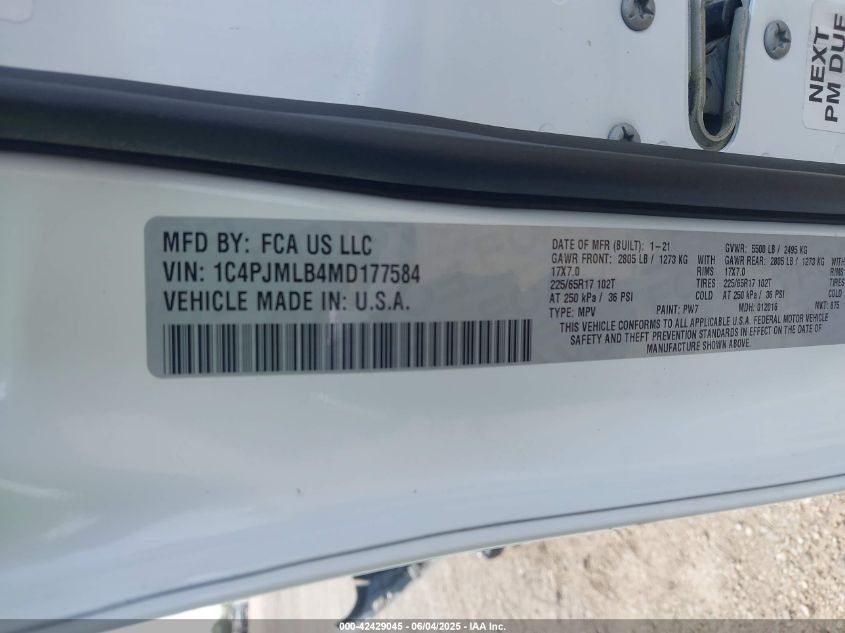 NEXT
PM DUE
MFD BY: FCA US LLC
VIN: 1C4PJMLB4MD177584
VEHICLE MADE IN: U.S.A.
DATE OF MFR (BUILT): 1-21 GVWR: 5500 LB / 2495 KG
GAWR FRONT: 2805 LB / 1273 KG WITH GAWR REAR: 2805 LB / 1273 KG WITH
17X7.0 RIMS 17X7.0 RIMS
225/65R17 102T TIRES 225/65R17 102T TIRES
AT 250 kPa / 36 PSI COLD AT 250 kPa / 36 PSI COLD
TYPE: MPV PAINT: PW7 MDH: 012016 MKT: 875
THIS VEHICLE CONFORMS TO ALL APPLICABLE U.S.A. FEDERAL MOTOR VEHICLE
SAFETY AND THEFT PREVENTION STANDARDS IN EFFECT ON THE DATE OF
MANUFACTURE SHOWN ABOVE.
000-42429045 - 06/04/2025 - IAA Inc.